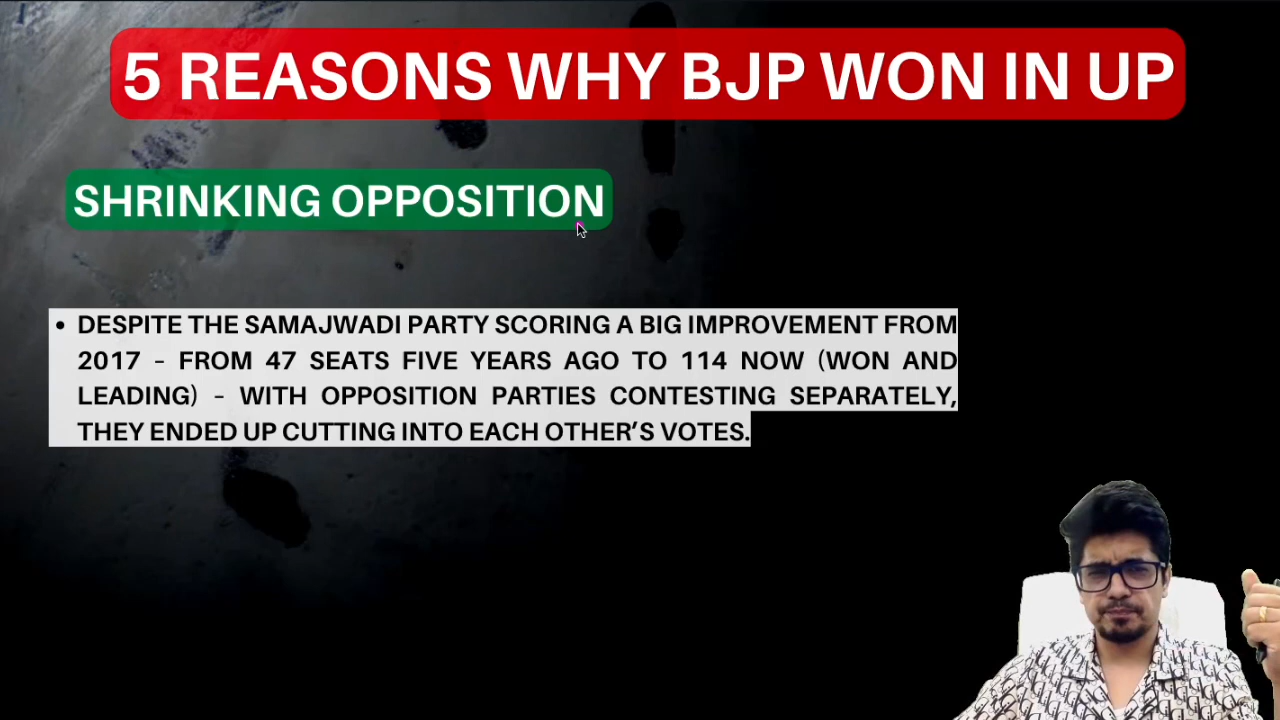 5 REASONS WHY BJP WON IN UP
SHRINKING OPPOSITION
• DESPITE THE SAMAJWADI PARTY SCORING A BIG IMPROVEMENT FROM
2017 – FROM 47 SEATS FIVE YEARS AGO TO 114 NOW (WON AND
LEADING) – WITH OPPOSITION PARTIES CONTESTING SEPARATELY,
THEY ENDED UP CUTTING INTO EACH OTHER’S VOTES.